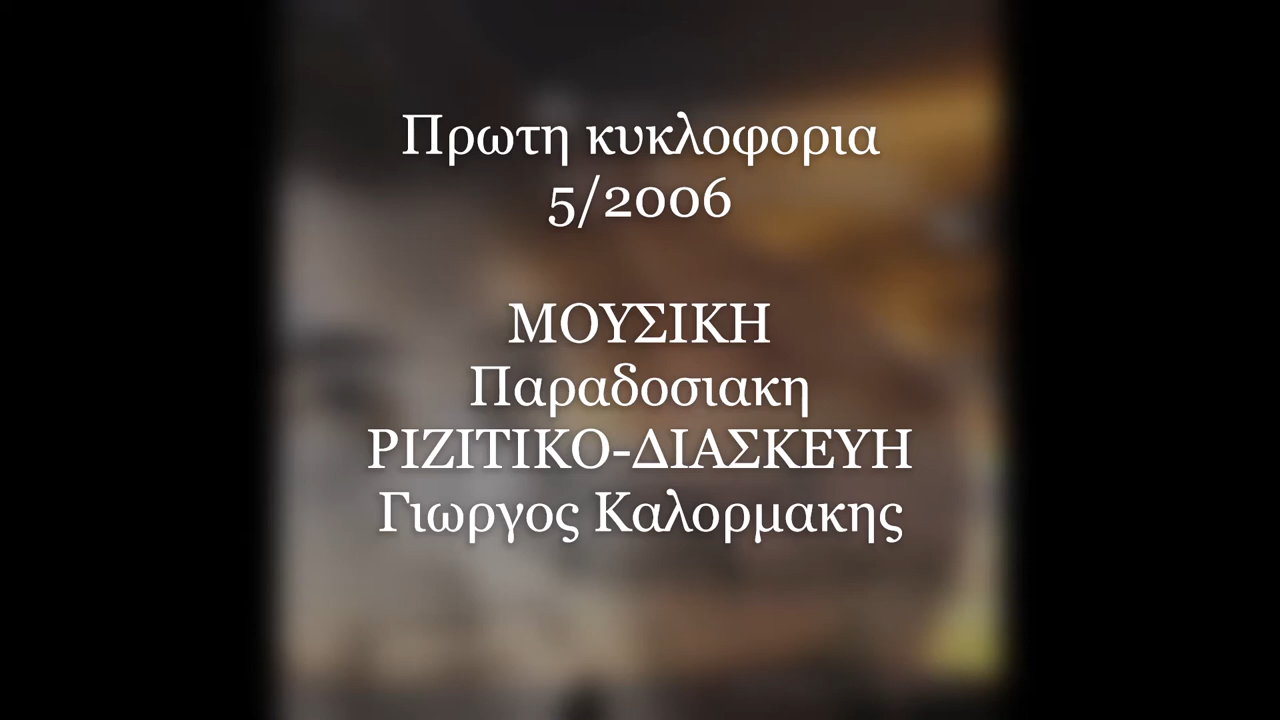 Πρωτη κυκλοφορια
5/2006
ΜΟΥΣΙΚΗ
Παραδοσιακη
ΡΙΖΙΤΙΚΟ-ΔΙΑΣΚΕΥΗ
Γιωργος Καλορμακης